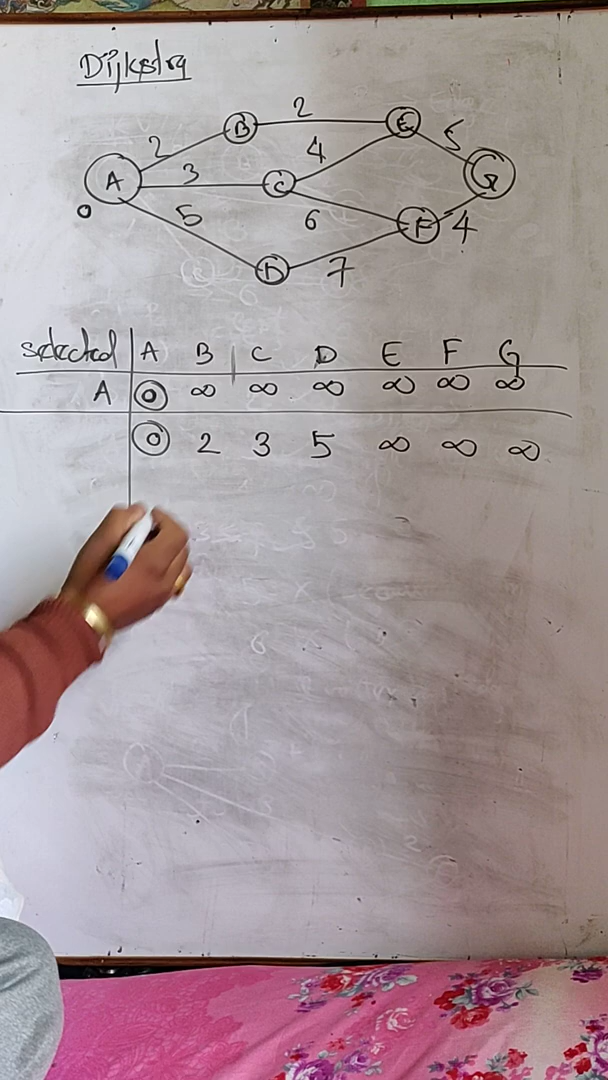 Dijkstra
2 B 2 E 5
A 3 C 4 G
0 5 6 F 4
D 7
selected A B C D E F G
A 0 ∞ ∞ ∞ ∞ ∞ ∞
0 2 3 5 ∞ ∞ ∞